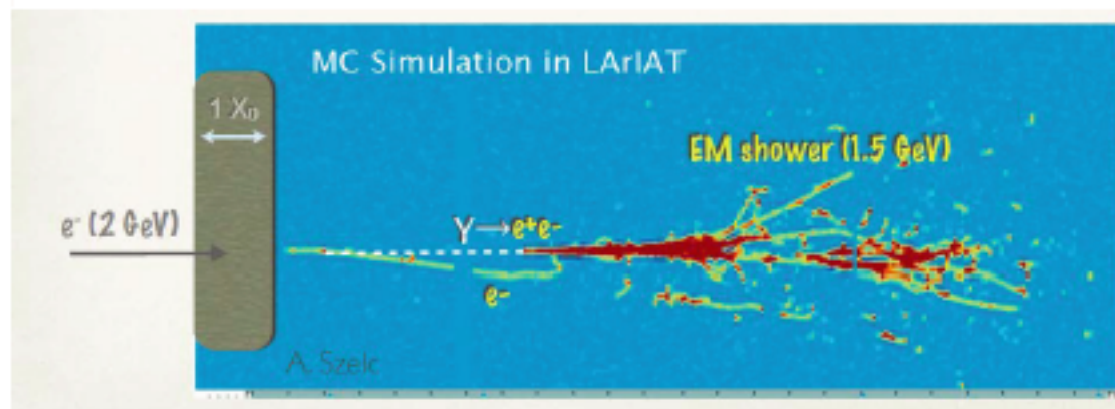 MC Simulation in LArIAT
1 X₀
EM shower (1.5 GeV)
e⁻ (2 GeV)
γ→e+e-
e-
A. Szelc